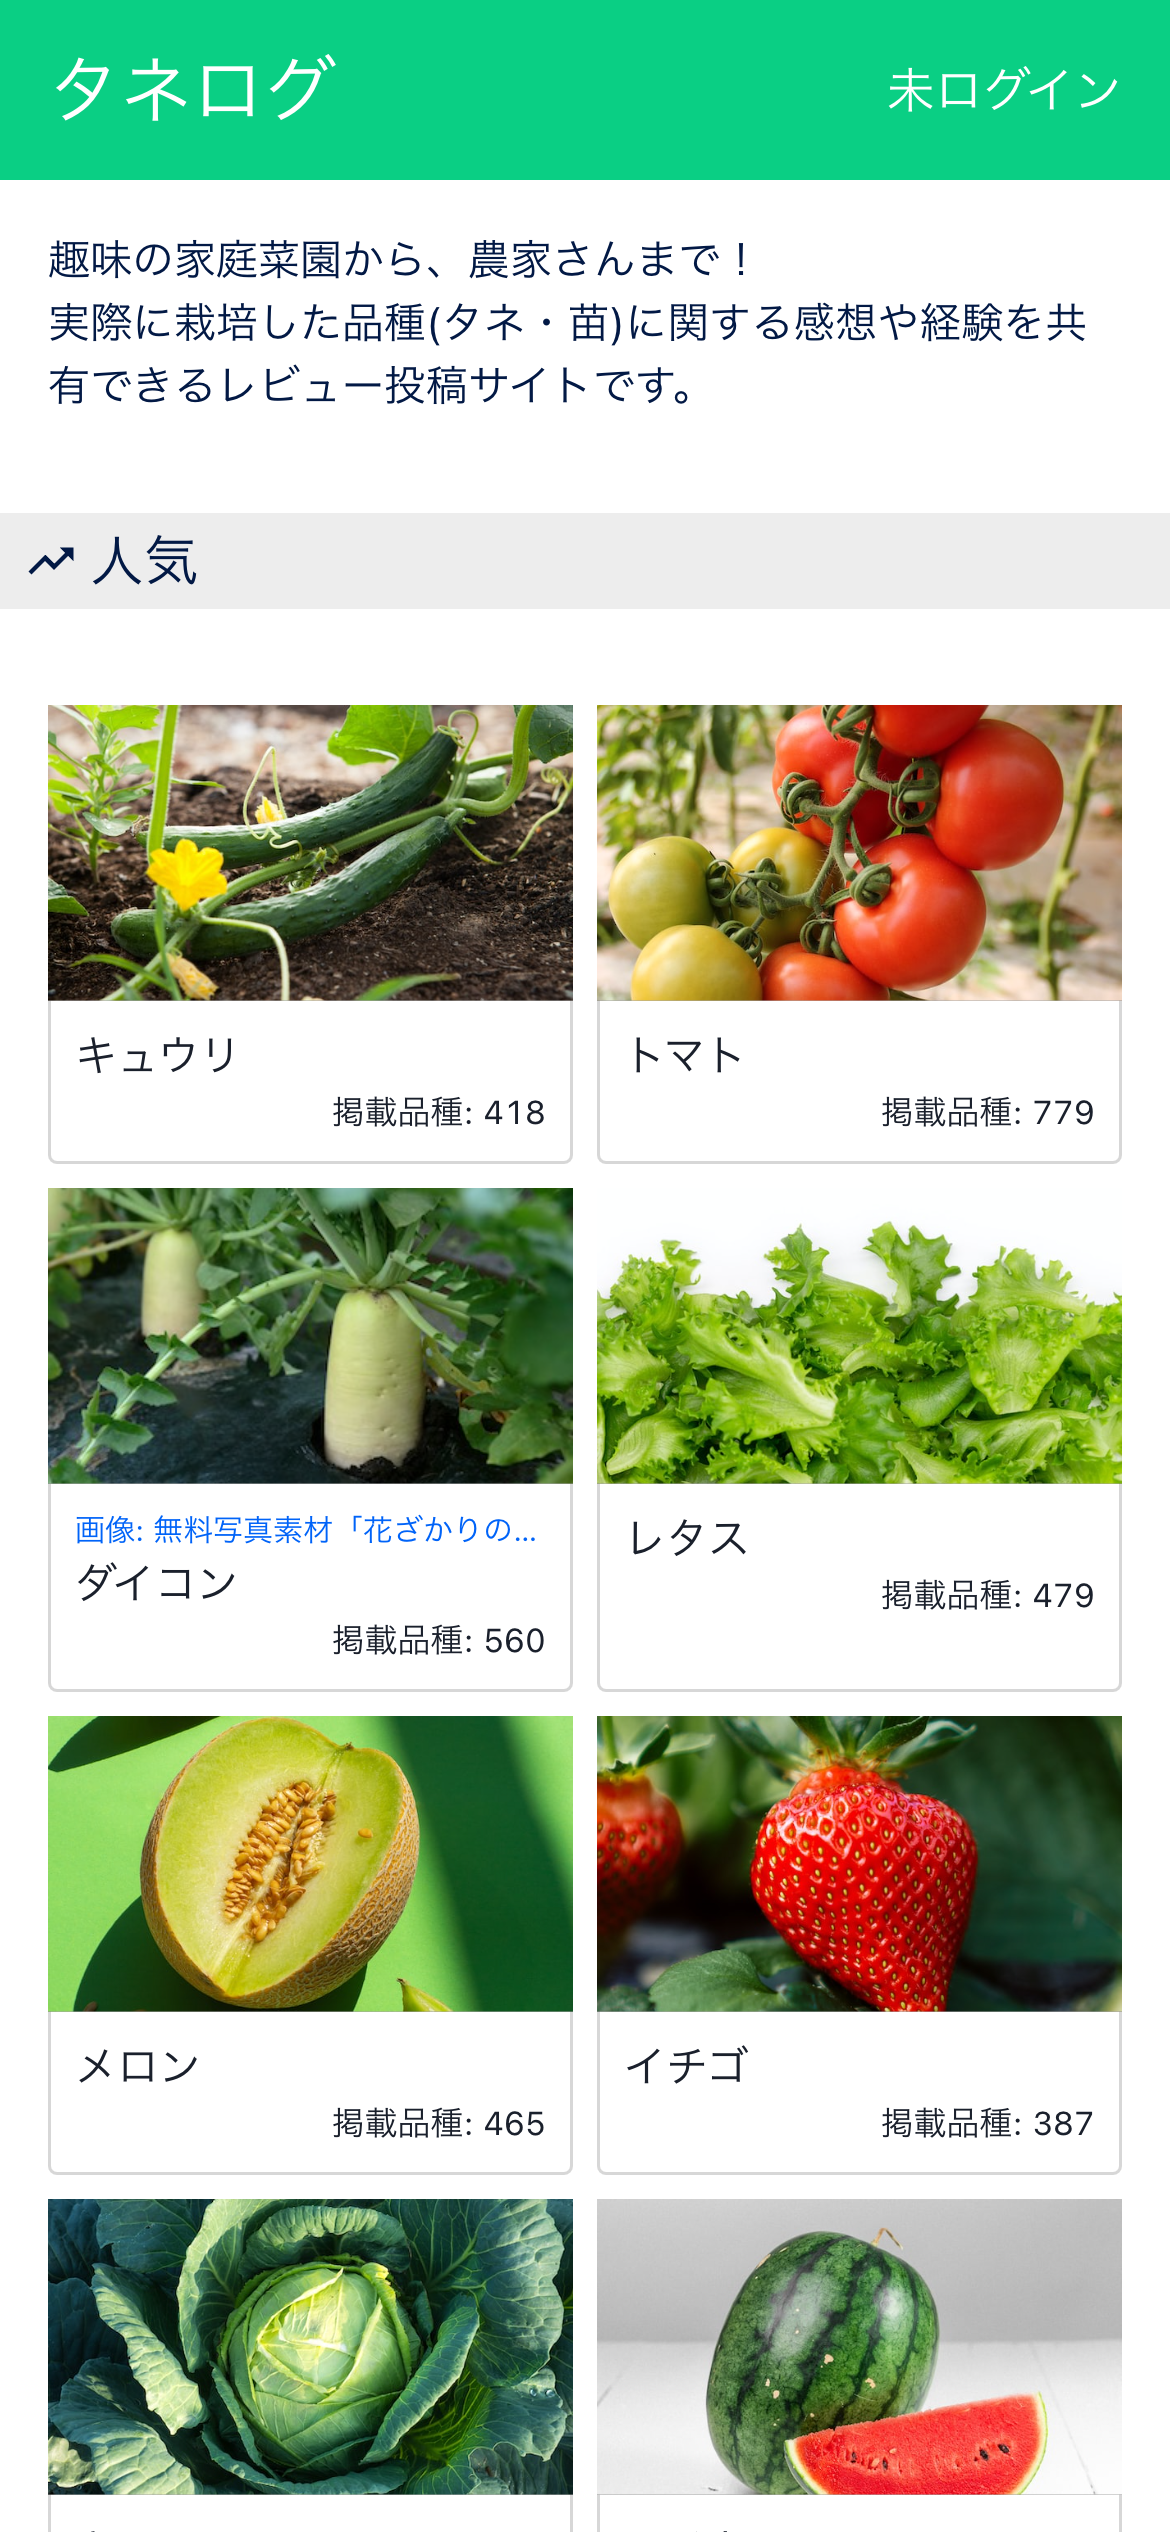 タネログ
未ログイン
趣味の家庭菜園から、農家さんまで！
実際に栽培した品種(タネ・苗)に関する感想や経験を共
有できるレビュー投稿サイトです。
人気
キュウリ
掲載品種: 418
トマト
掲載品種: 779
画像: 無料写真素材「花ざかりの...
ダイコン
掲載品種: 560
レタス
掲載品種: 479
メロン
掲載品種: 465
イチゴ
掲載品種: 387